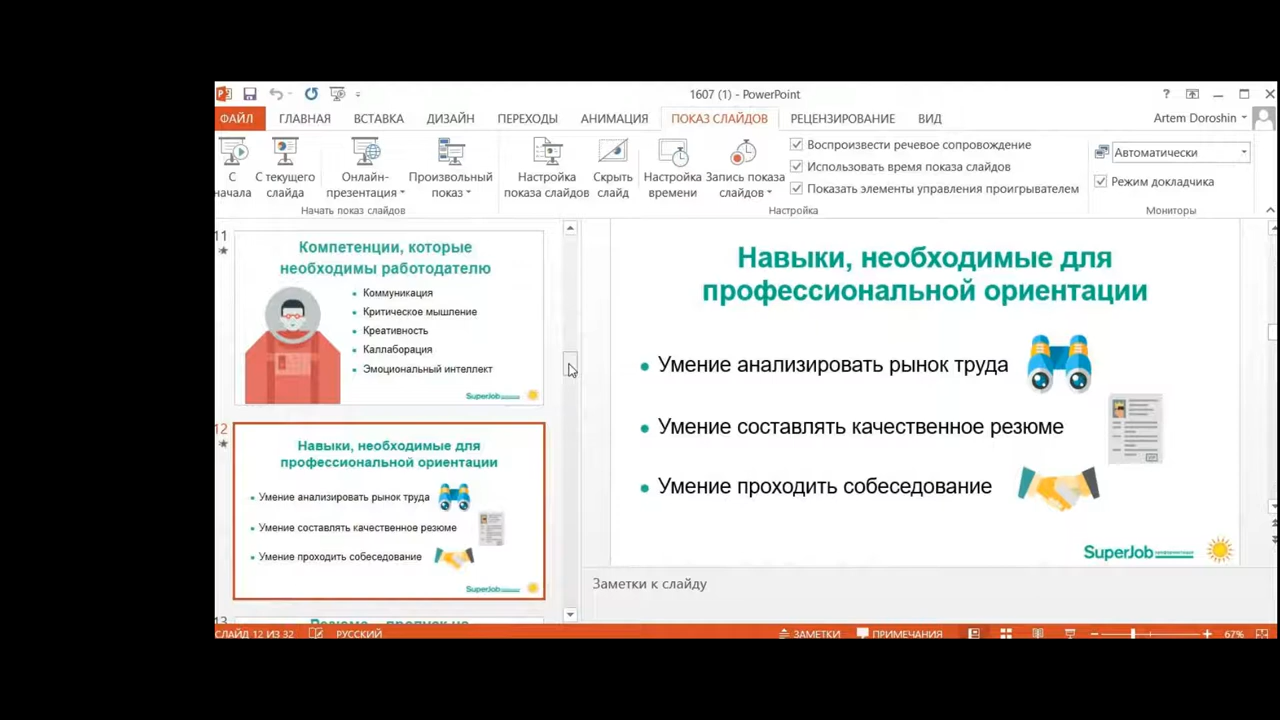 1607 (1) - PowerPoint
?
ФАЙЛ
ГЛАВНАЯ
ВСТАВКА
ДИЗАЙН
ПЕРЕХОДЫ
АНИМАЦИЯ
ПОКАЗ СЛАЙДОВ
РЕЦЕНЗИРОВАНИЕ
ВИД
Artem Doroshin
С
начала
С текущего
слайда
Онлайн-
презентация
Произвольный
показ
Начать показ слайдов
Настройка
показа слайдов
Скрыть
слайд
Настройка
времени
Запись показа
слайдов
Воспроизвести речевое сопровождение
Использовать время показа слайдов
Показать элементы управления проигрывателем
Настройка
Автоматически
Режим докладчика
Мониторы
11
Компетенции, которые
необходимы работодателю
Коммуникация
Критическое мышление
Креативность
Каллаборация
Эмоциональный интеллект
SuperJob
12
Навыки, необходимые для
профессиональной ориентации
Умение анализировать рынок труда
Умение составлять качественное резюме
Умение проходить собеседование
SuperJob
13
Навыки, необходимые для
профессиональной ориентации
Умение анализировать рынок труда
Умение составлять качественное резюме
Умение проходить собеседование
SuperJob
Заметки к слайду
СЛАЙД 12 ИЗ 32
РУССКИЙ
ЗАМЕТКИ
ПРИМЕЧАНИЯ
67%